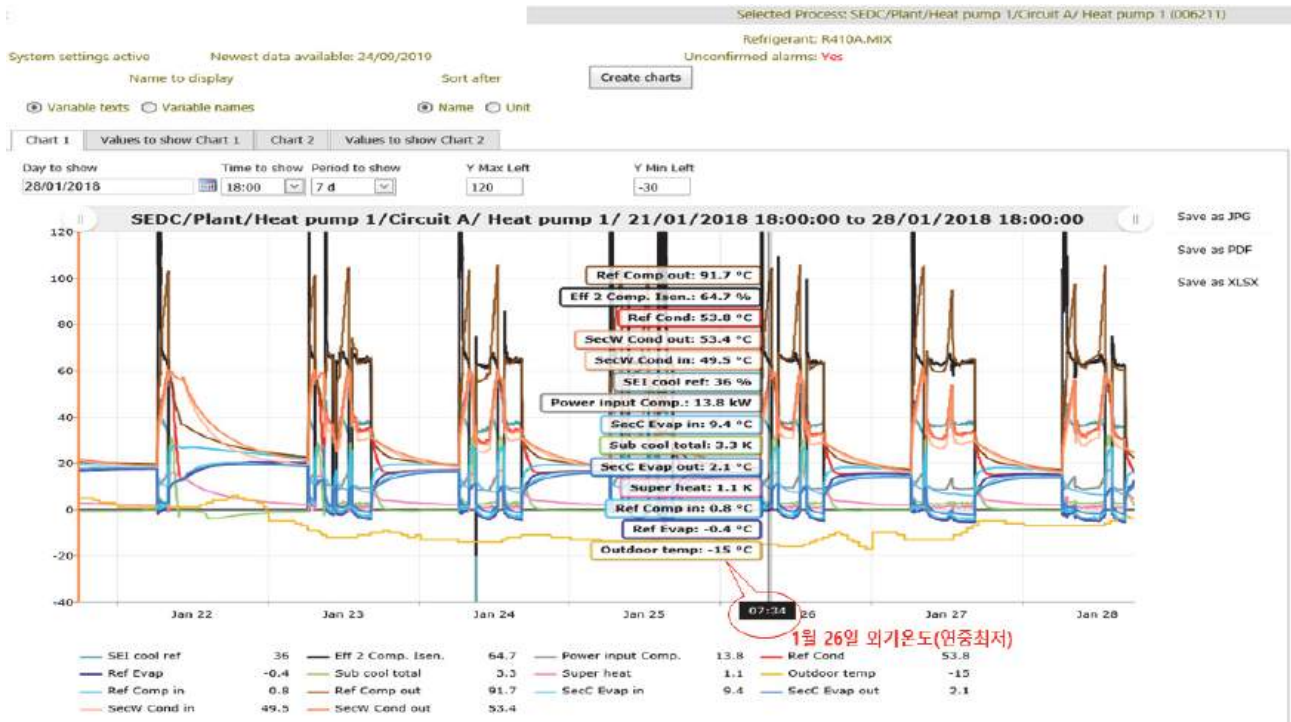 Selected Process: SEDC/Plant/Heat pump 1/Circuit A/ Heat pump 1 (006211)
Refrigerant: R410A.MIX
System settings active Newest data available: 24/09/2019 Unconfirmed alarms: Yes
Name to display Sort after Create charts
Variable texts Variable names Name Unit
Chart 1 Values to show Chart 1 Chart 2 Values to show Chart 2
Day to show Time to show Period to show Y Max Left Y Min Left
28/01/2018 18:00 7 d 120 -30
SEDC/Plant/Heat pump 1/Circuit A/ Heat pump 1/ 21/01/2018 18:00:00 to 28/01/2018 18:00:00
Save as JPG
Save as PDF
Save as XLSX
120
100
80
60
40
20
0
-20
-40
Ref Comp out: 91.7 °C
Eff 2 Comp. Isen.: 64.7 %
Ref Cond: 53.8 °C
SecW Cond out: 53.4 °C
SecW Cond in: 49.5 °C
SEI cool ref: 36 %
Power input Comp.: 13.8 kW
SecC Evap in: 9.4 °C
Sub cool total: 3.3 K
SecC Evap out: 2.1 °C
Super heat: 1.1 K
Ref Comp in: 0.8 °C
Ref Evap: -0.4 °C
Outdoor temp: -15 °C
Jan 22 Jan 23 Jan 24 Jan 25 07:34 26 Jan 27 Jan 28
1월 26일 외기온도(연중최저)
SEI cool ref 36 Eff 2 Comp. Isen. 64.7 Power input Comp. 13.8 Ref Cond 53.8
Ref Evap -0.4 Sub cool total 3.3 Super heat 1.1 Outdoor temp -15
Ref Comp in 0.8 Ref Comp out 91.7 SecC Evap in 9.4 SecC Evap out 2.1
SecW Cond in 49.5 SecW Cond out 53.4